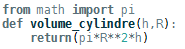 from math import pi
def volume_cylindre(h,R):
    return(pi*R**2*h)